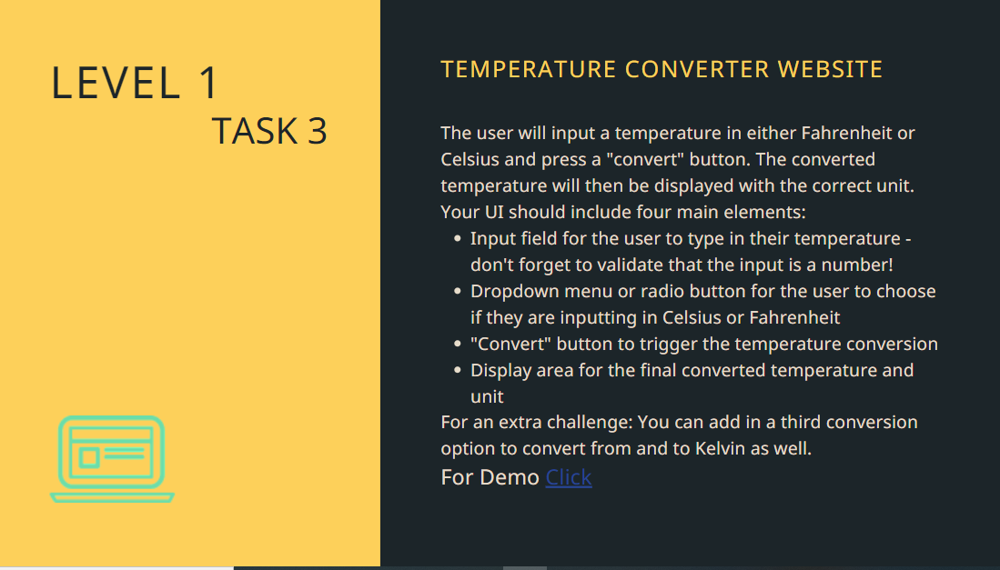 LEVEL 1
TASK 3
TEMPERATURE CONVERTER WEBSITE
The user will input a temperature in either Fahrenheit or
Celsius and press a "convert" button. The converted
temperature will then be displayed with the correct unit.
Your UI should include four main elements:
• Input field for the user to type in their temperature -
don't forget to validate that the input is a number!
• Dropdown menu or radio button for the user to choose
if they are inputting in Celsius or Fahrenheit
• "Convert" button to trigger the temperature conversion
• Display area for the final converted temperature and
unit
For an extra challenge: You can add in a third conversion
option to convert from and to Kelvin as well.
For Demo Click